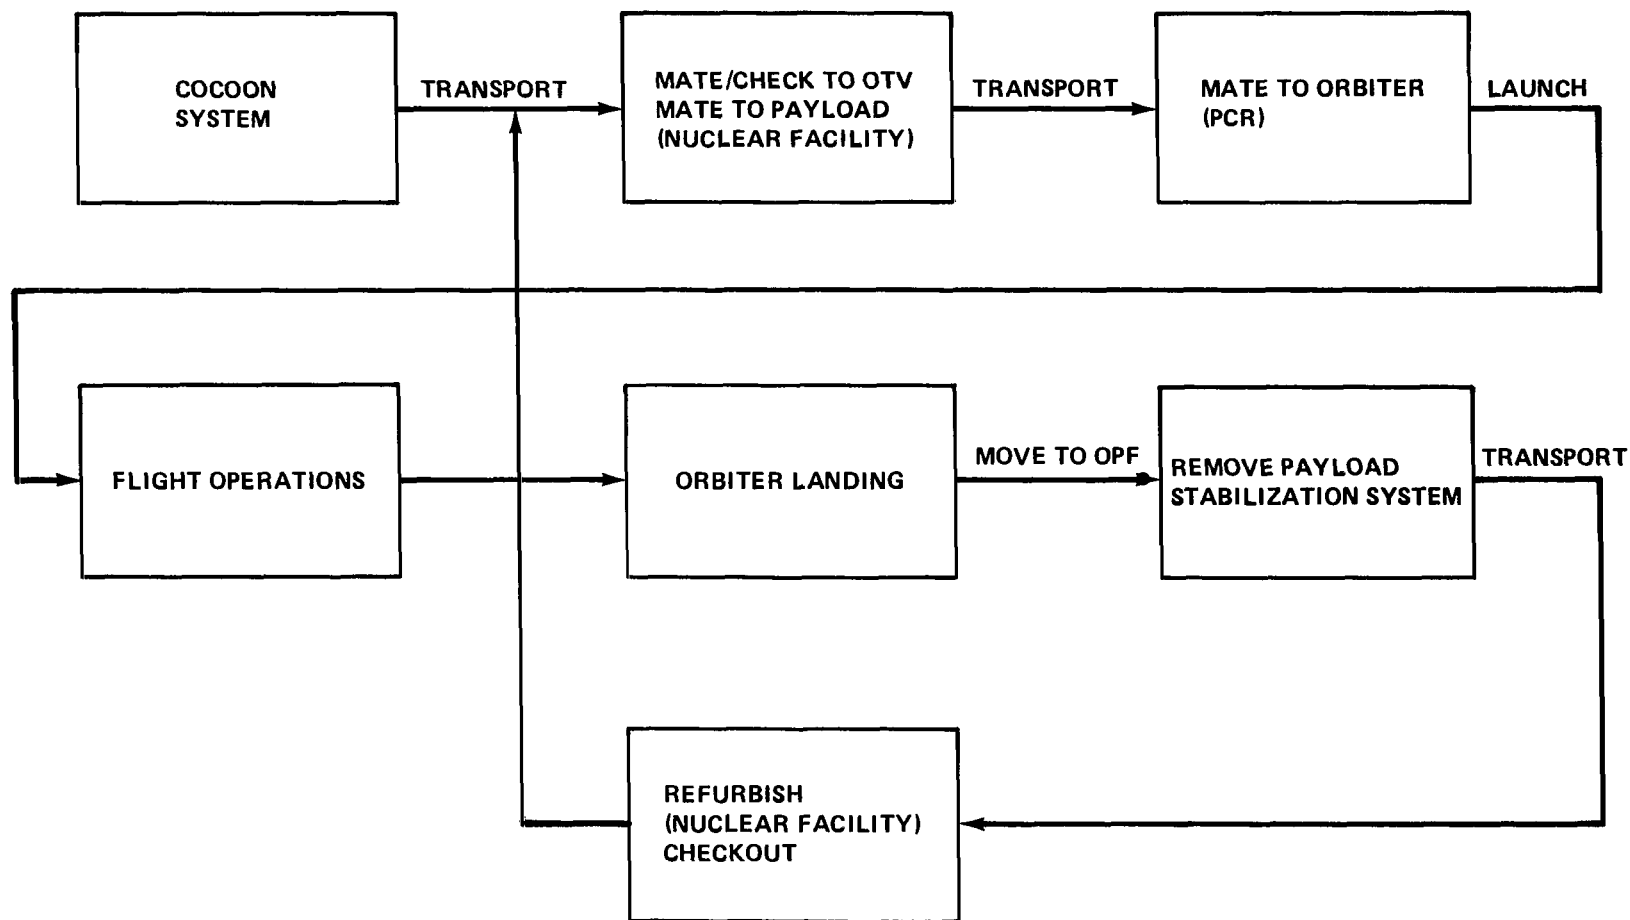 COCOON
SYSTEM
TRANSPORT
MATE/CHECK TO OTV
MATE TO PAYLOAD
(NUCLEAR FACILITY)
TRANSPORT
MATE TO ORBITER
(PCR)
LAUNCH
FLIGHT OPERATIONS
ORBITER LANDING
MOVE TO OPF
REMOVE PAYLOAD
STABILIZATION SYSTEM
TRANSPORT
REFURBISH
(NUCLEAR FACILITY)
CHECKOUT